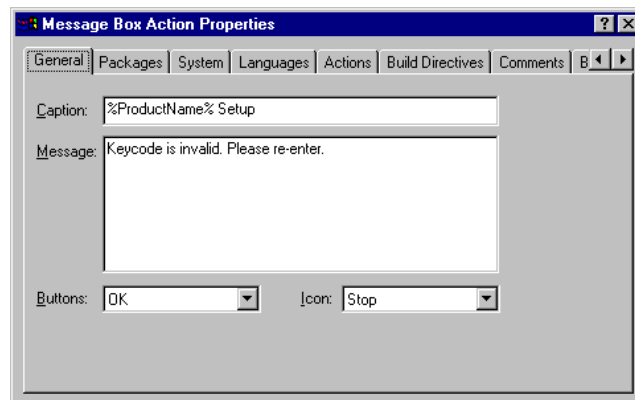 Message Box Action Properties
General Packages System Languages Actions Build Directives Comments B
Caption: %ProductName% Setup
Message: Keycode is invalid. Please re-enter.
Buttons: OK Icon: Stop